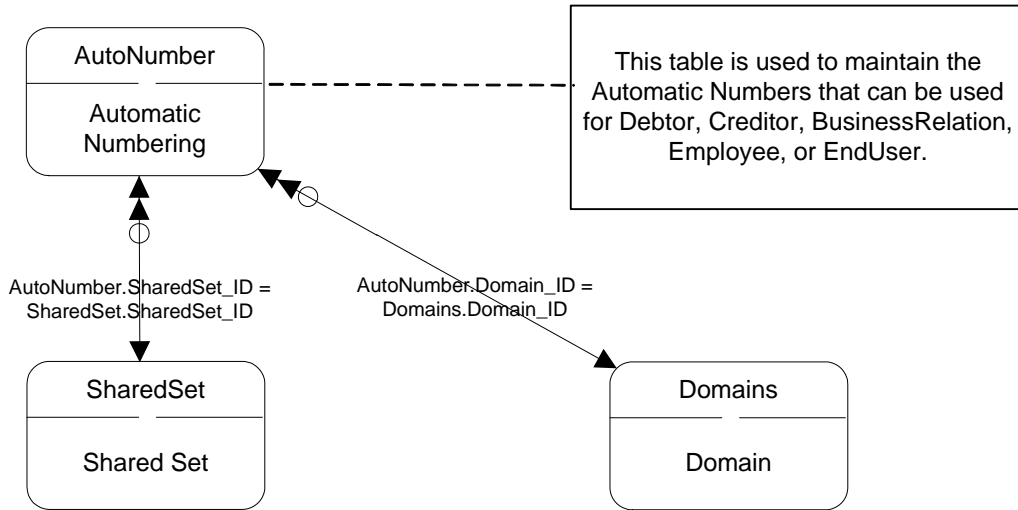 AutoNumber
Automatic
Numbering
This table is used to maintain the
Automatic Numbers that can be used
for Debtor, Creditor, BusinessRelation,
Employee, or EndUser.
AutoNumber.SharedSet_ID =
SharedSet.SharedSet_ID
AutoNumber.Domain_ID =
Domains.Domain_ID
SharedSet
Shared Set
Domains
Domain